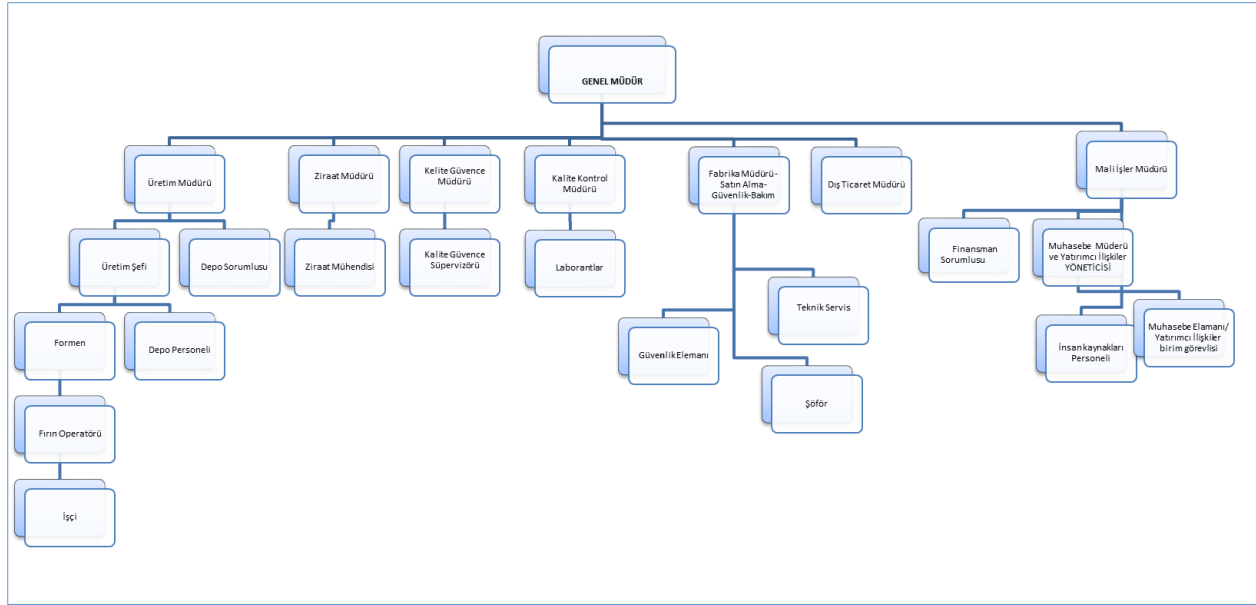 GENEL MÜDÜR
Üretim Müdürü
Ziraat Müdürü
Kelite Güvence
Müdürü
Kalite Kontrol
Müdürü
Fabrika Müdürü-
Satın Alma-
Güvenlik-Bakım
Dış Ticaret Müdürü
Mali İşler Müdürü
Üretim Şefi
Depo Sorumlusu
Ziraat Mühendisi
Kalite Güvence
Süpervizörü
Laborantlar
Finansman
Sorumlusu
Muhasebe Müderü
ve Yatırımcı İlişkiler
YÖNETİCİSİ
Teknik Servis
Formen
Depo Personeli
Güvenlik Elemanı
İnsan kaynakları
Personeli
Muhasebe Elamanı/
Yatırımcı İlişkiler
birim görevlisi
Şöför
Fırın Operatörü
İşçi